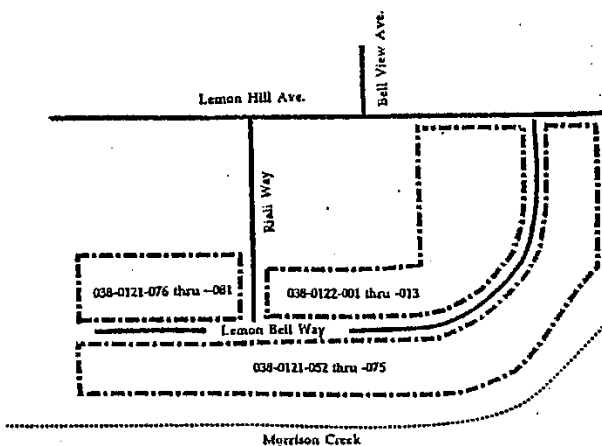 Bell View Ave.
Lemon Hill Ave.
Riali Way
038-0121-076 thru -081
038-0122-001 thru -013
Lemon Bell Way
038-0121-052 thru -075
Morrison Creek